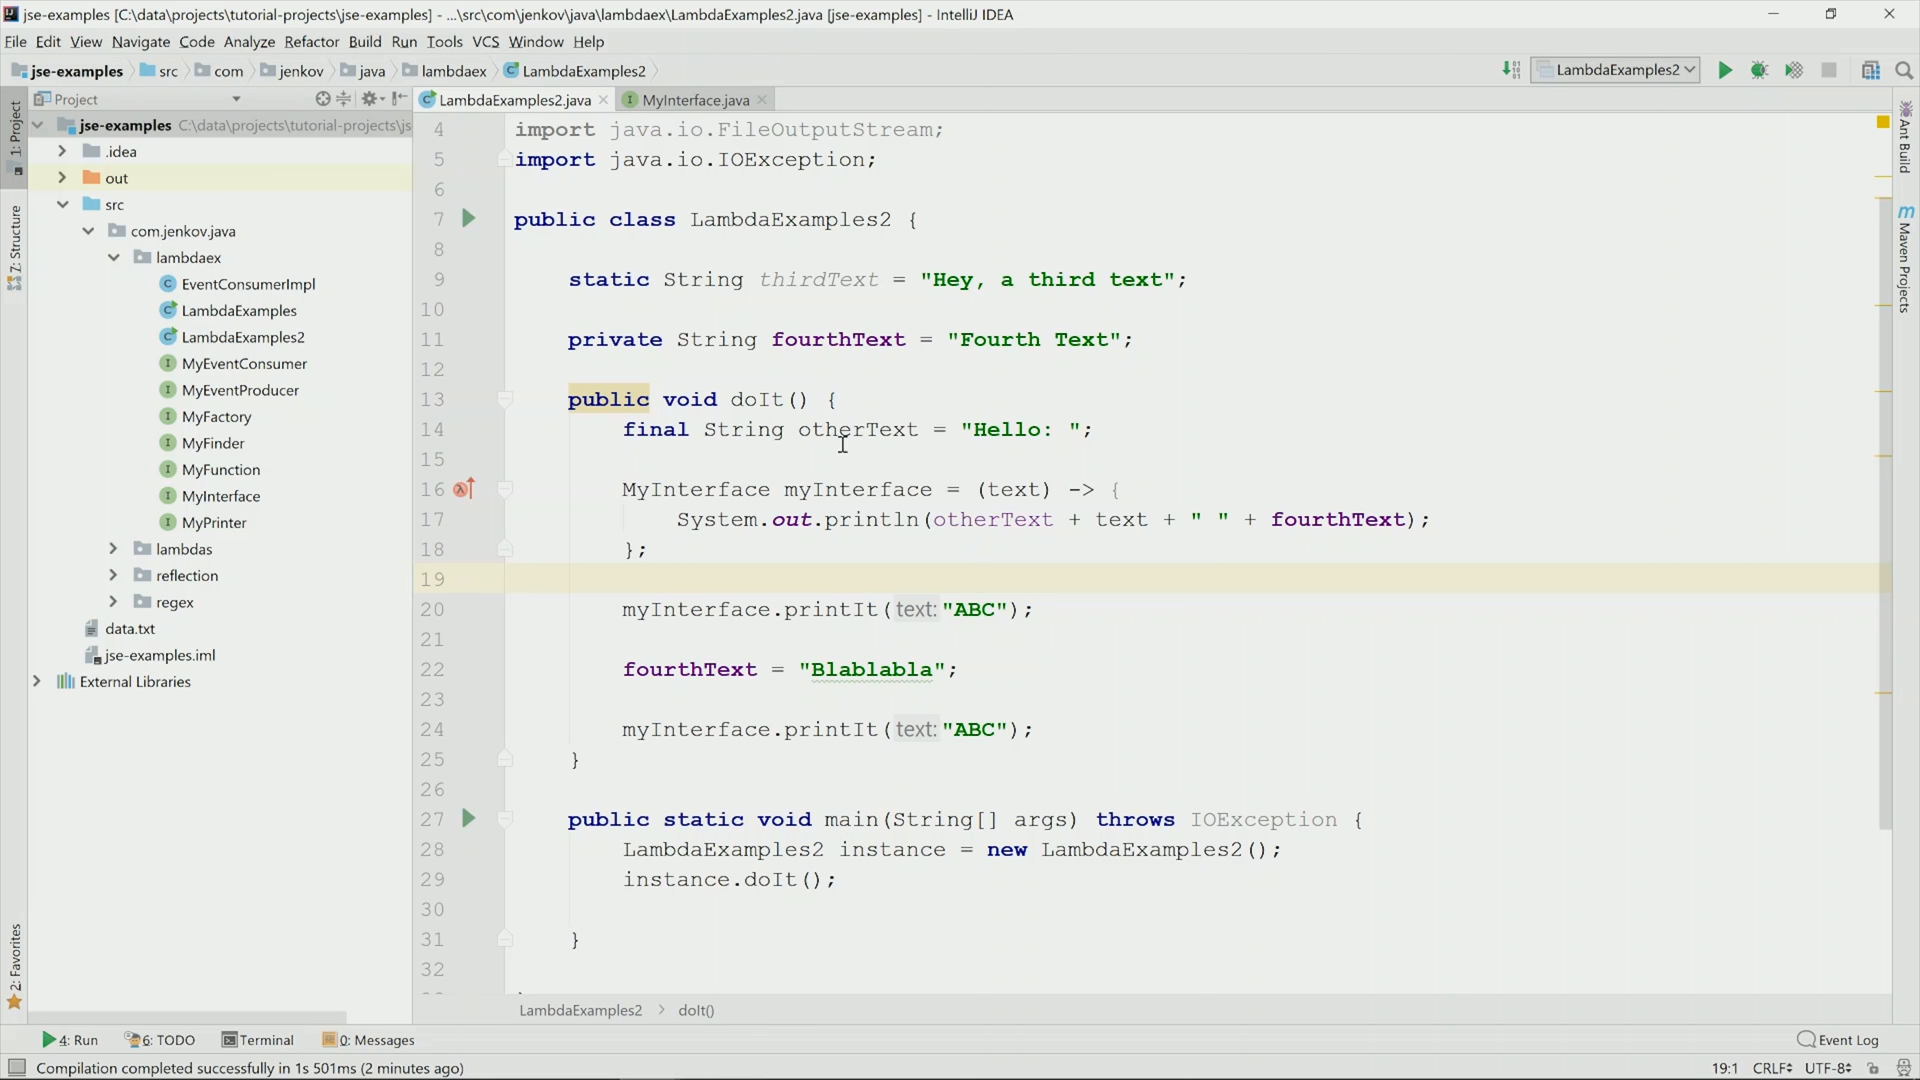 jse-examples [C:\data\projects\tutorial-projects\jse-examples] - ...\src\com\jenkov\java\lambdaex\LambdaExamples2.java [jse-examples] - IntelliJ IDEA
File Edit View Navigate Code Analyze Refactor Build Run Tools VCS Window Help
jse-examples src com jenkov java lambdaex LambdaExamples2
LambdaExamples2
Project
LambdaExamples2.java
MyInterface.java
1: Project
Z: Structure
2: Favorites
jse-examples C:\data\projects\tutorial-projects\js
.idea
out
src
com.jenkov.java
lambdaex
EventConsumerImpl
LambdaExamples
LambdaExamples2
MyEventConsumer
MyEventProducer
MyFactory
MyFinder
MyFunction
MyInterface
MyPrinter
lambdas
reflection
regex
data.txt
jse-examples.iml
External Libraries
4 import java.io.FileOutputStream;
5 import java.io.IOException;
6
7 public class LambdaExamples2 {
8
9 static String thirdText = "Hey, a third text";
10
11 private String fourthText = "Fourth Text";
12
13 public void doIt() {
14 final String otherText = "Hello: ";
15
16 MyInterface myInterface = (text) -> {
17 System.out.println(otherText + text + " " + fourthText);
18 };
19
20 myInterface.printIt( text: "ABC");
21
22 fourthText = "Blablabla";
23
24 myInterface.printIt( text: "ABC");
25 }
26
27 public static void main(String[] args) throws IOException {
28 LambdaExamples2 instance = new LambdaExamples2();
29 instance.doIt();
30
31 }
32
Ant Build
Maven Projects
LambdaExamples2 doIt()
4: Run 6: TODO Terminal 0: Messages Event Log
Compilation completed successfully in 1s 501ms (2 minutes ago) 19:1 CRLF UTF-8